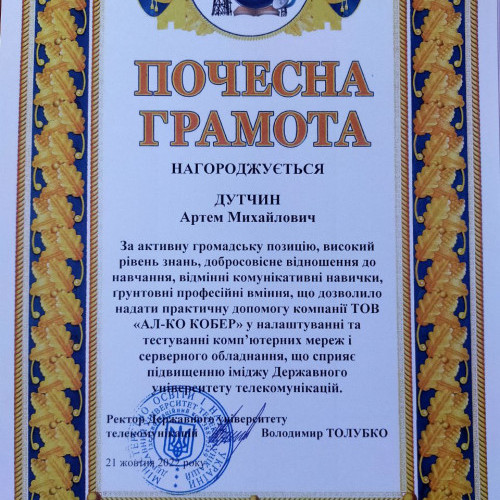 ПОЧЕСНА
ГРАМОТА
НАГОРОДЖУЄТЬСЯ
ДУТЧИН
Артем Михайлович
За активну громадську позицію, високий
рівень знань, добросовісне відношення до
навчання, відмінні комунікативні навички,
ґрунтовні професійні вміння, що дозволило
надати практичну допомогу компанії ТОВ
«АЛ-КО КОБЕР» у налаштуванні та
тестуванні комп'ютерних мереж і
серверного обладнання, що сприяє
підвищенню іміджу Державного
університету телекомунікацій.
Ректор Державного університету
телекомунікацій Володимир ТОЛУБКО
21 жовтня 2022 року